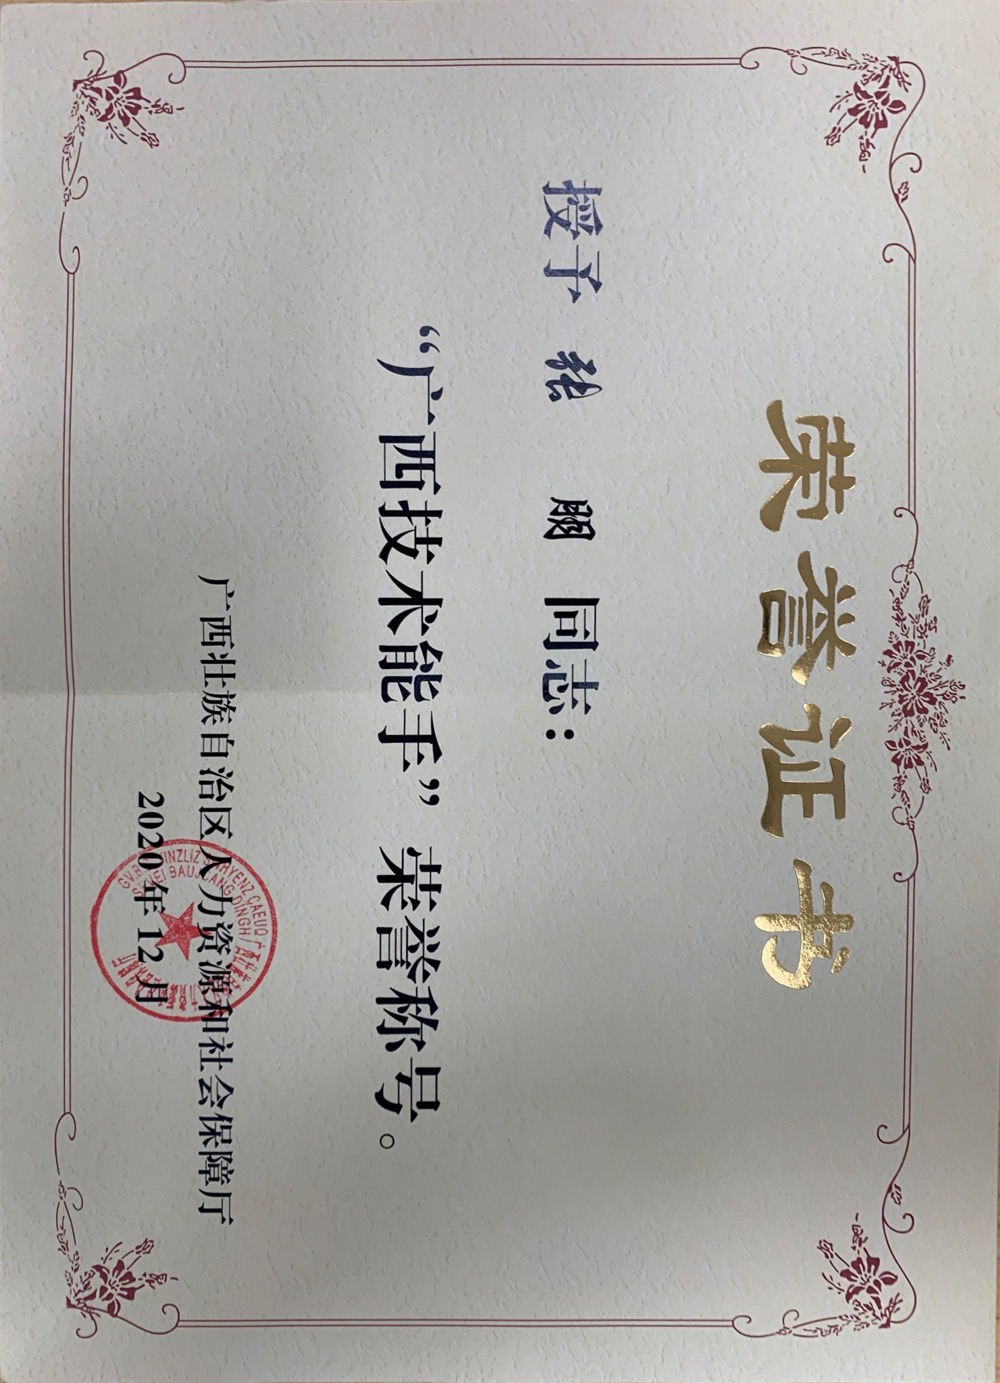 荣誉证书
授予 张 朋 同志：
“广西技术能手” 荣誉称号。
广西壮族自治区人力资源和社会保障厅
2020年12月